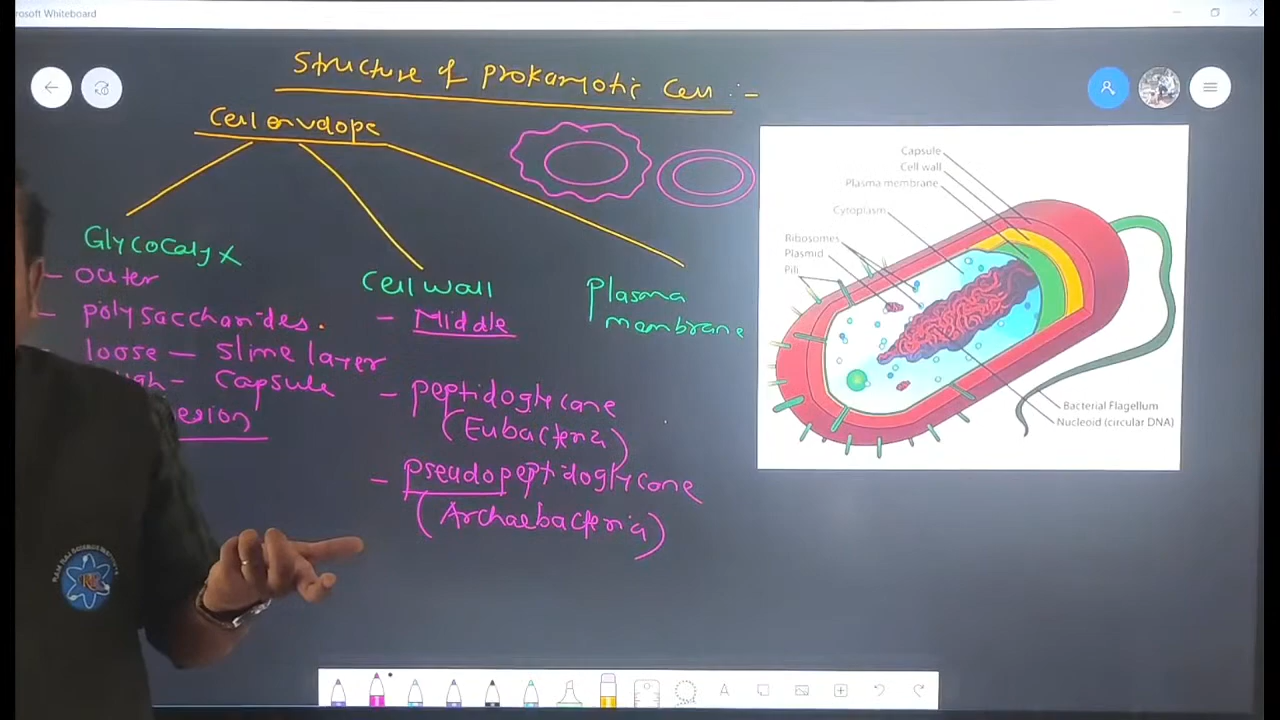 rosoft Whiteboard
Structure of prokaryotic cell :-
Cell envelope
Glycocalyx
- outer
- polysaccharides.
loose - slime layer
- capsule
Cell wall
- Middle
- peptidoglycane
(Eubacteria)
- pseudopeptidoglycane
(Archaebacteria)
plasma
membrane
Capsule
Cell wall
Plasma membrane
Cytoplasm
Ribosomes
Plasmid
Pili
Bacterial Flagellum
Nucleoid (circular DNA)